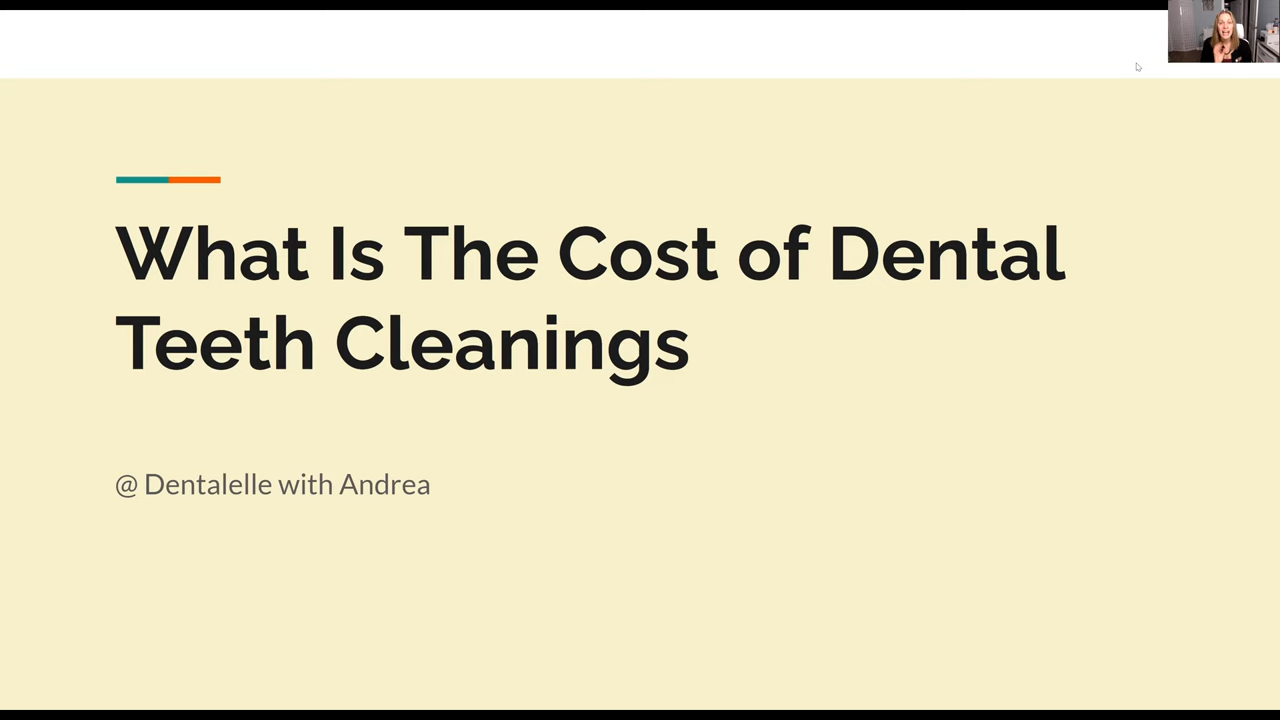 What Is The Cost of Dental
Teeth Cleanings
@ Dentalelle with Andrea